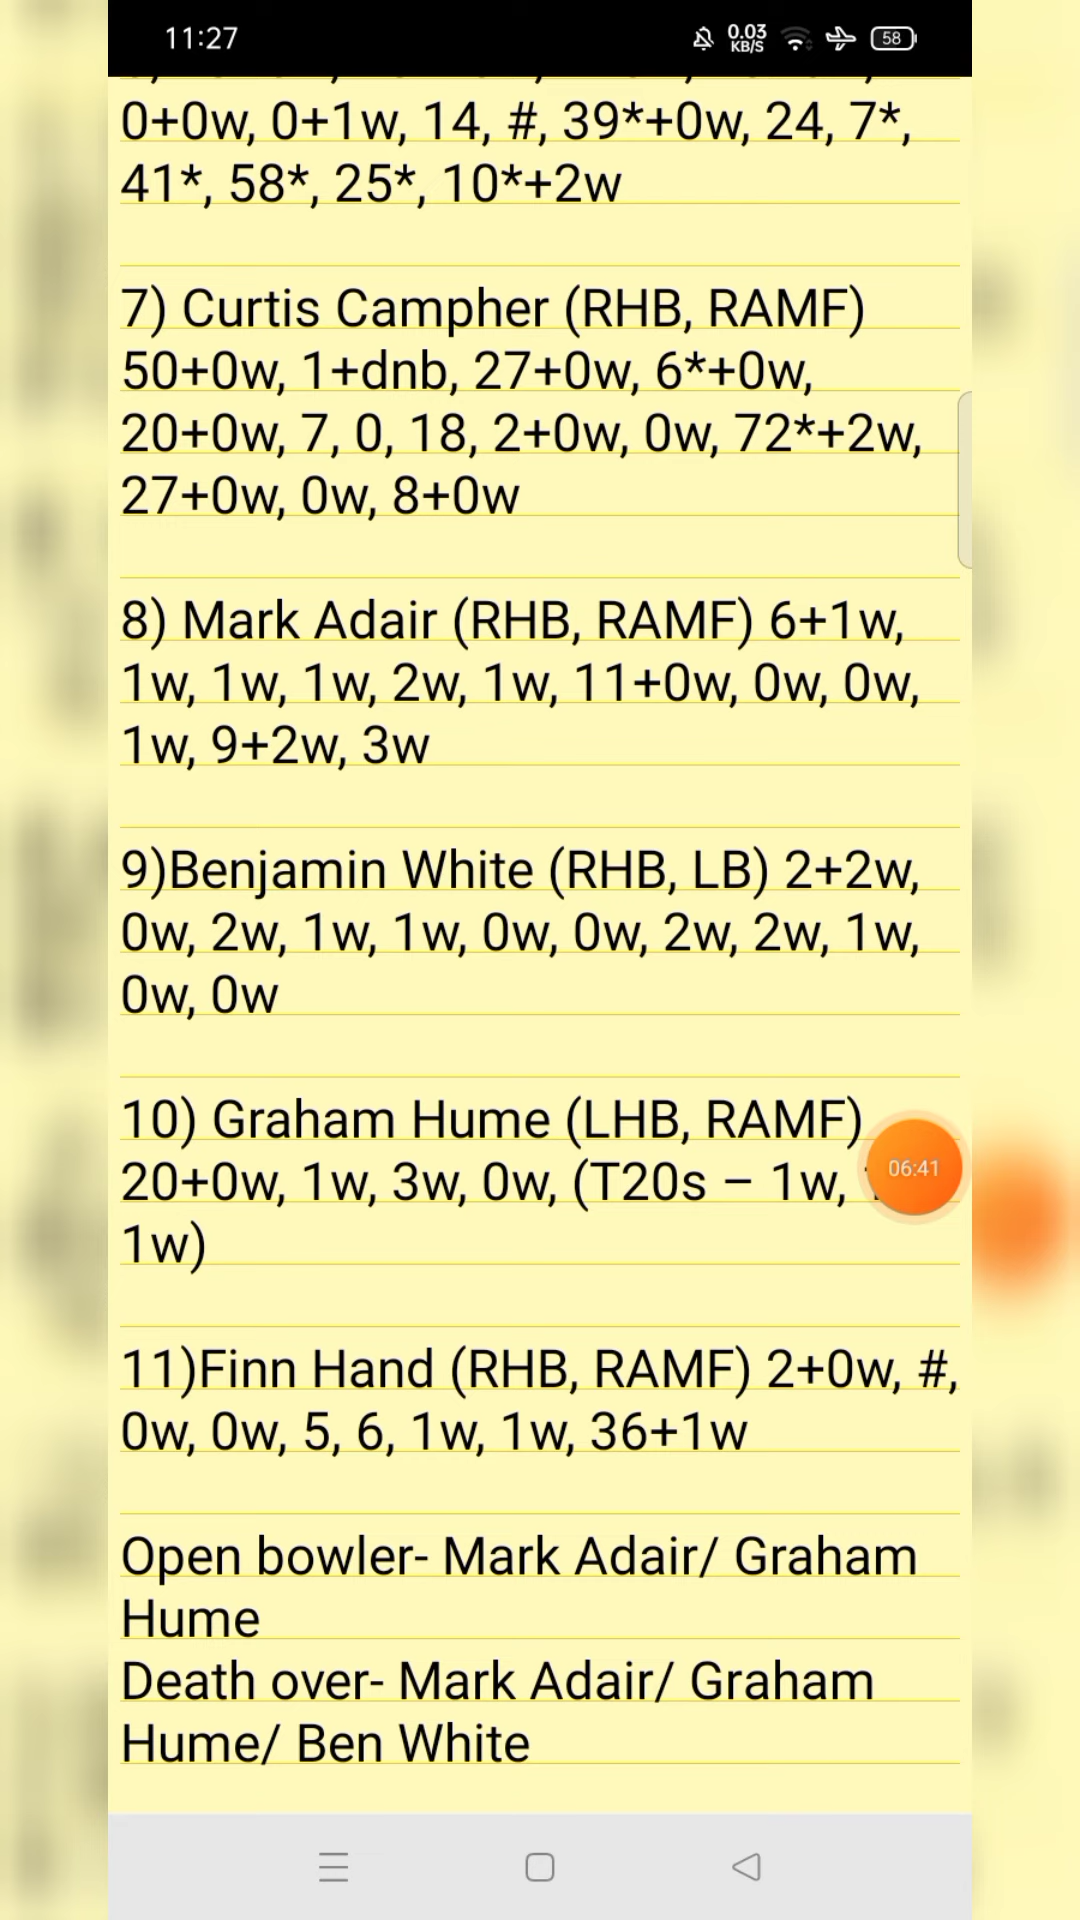 11:27
0.03
KB/S
58
0+0w, 0+1w, 14, #, 39*+0w, 24, 7*,
41*, 58*, 25*, 10*+2w
7) Curtis Campher (RHB, RAMF)
50+0w, 1+dnb, 27+0w, 6*+0w,
20+0w, 7, 0, 18, 2+0w, 0w, 72*+2w,
27+0w, 0w, 8+0w
8) Mark Adair (RHB, RAMF) 6+1w,
1w, 1w, 1w, 2w, 1w, 11+0w, 0w, 0w,
1w, 9+2w, 3w
9)Benjamin White (RHB, LB) 2+2w,
0w, 2w, 1w, 1w, 0w, 0w, 2w, 2w, 1w,
0w, 0w
10) Graham Hume (LHB, RAMF)
20+0w, 1w, 3w, 0w, (T20s – 1w,
06:41
1w)
11)Finn Hand (RHB, RAMF) 2+0w, #,
0w, 0w, 5, 6, 1w, 1w, 36+1w
Open bowler- Mark Adair/ Graham
Hume
Death over- Mark Adair/ Graham
Hume/ Ben White